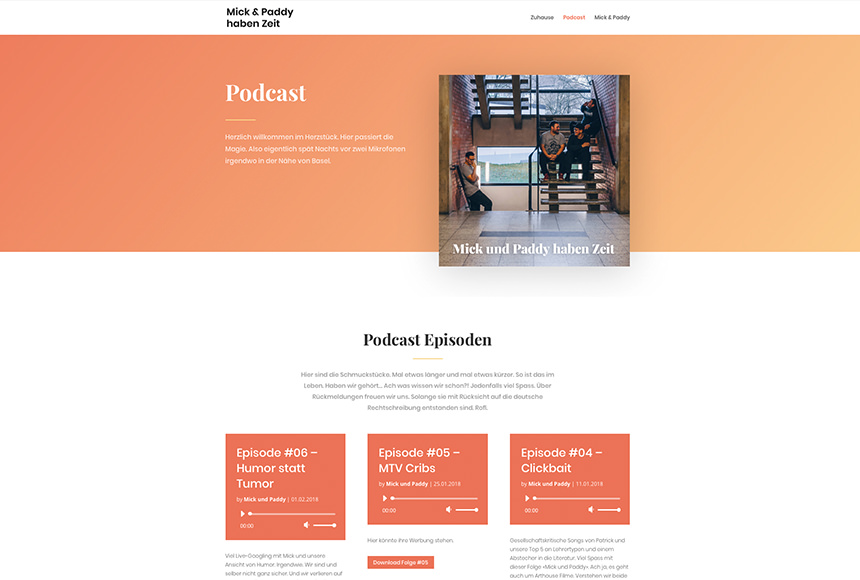 Mick & Paddy
haben Zeit
Zuhause Podcast Mick & Paddy
Podcast
Herzlich willkommen im Herzstück. Hier passiert die
Magie. Also eigentlich spät Nachts vor zwei Mikrofonen
irgendwo in der Nähe von Basel.
Mick und Paddy haben Zeit
Podcast Episoden
Hier sind die Schmuckstücke. Mal etwas länger und mal etwas kürzer. So ist das im
Leben. Haben wir gehört... Ach was wissen wir schon?! Jedenfalls viel Spass. Über
Rückmeldungen freuen wir uns. Solange sie mit Rücksicht auf die deutsche
Rechtschreibung entstanden sind. Rofl.
Episode #06 –
Humor statt
Tumor
by Mick und Paddy | 01.02.2018
00:00
Viel Live-Googling mit Mick und unsere
Ansicht von Humor. Irgendwie. Wir sind und
selber nicht ganz sicher. Und wir verlieren auf
Episode #05 –
MTV Cribs
by Mick und Paddy | 25.01.2018
00:00
Hier könnte Ihre Werbung stehen.
Download Folge #05
Episode #04 –
Clickbait
by Mick und Paddy | 11.01.2018
00:00
Gesellschaftskritische Songs von Patrick und
unsere Top 5 an Lehrertypen und einem
Abstecher in die Literatur. Viel Spass mit
dieser Folge «Mick und Paddy». Ach ja, es geht
auch um Arthouse Filme. Verstehen wir beide